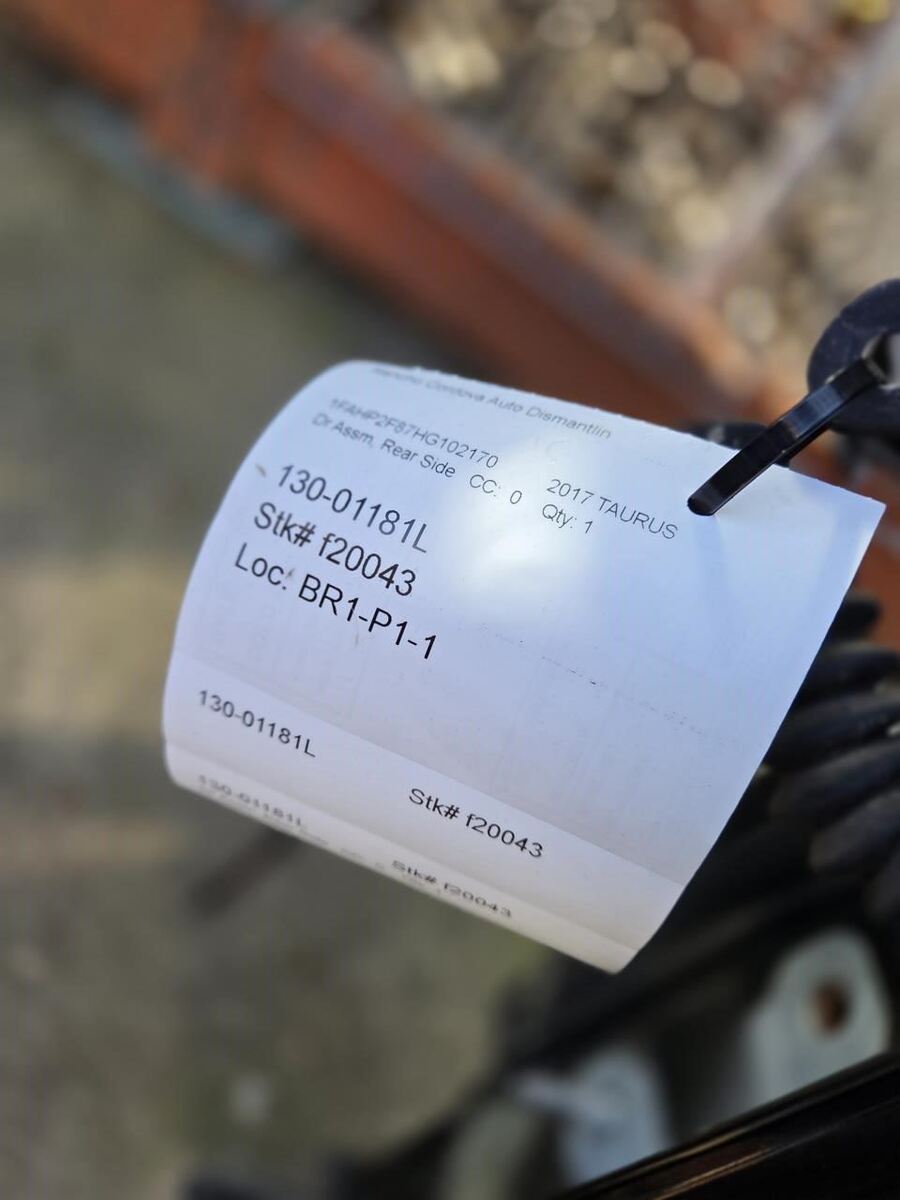 Rancho Cordova Auto Dismantlin
1FAHP2F87HG102170 2017 TAURUS
Dr Assm, Rear Side CC: 0 Qty: 1
130-01181L
Stk# f20043
Loc: BR1-P1-1
130-01181L
Stk# f20043
130-01181L
Stk# f20043